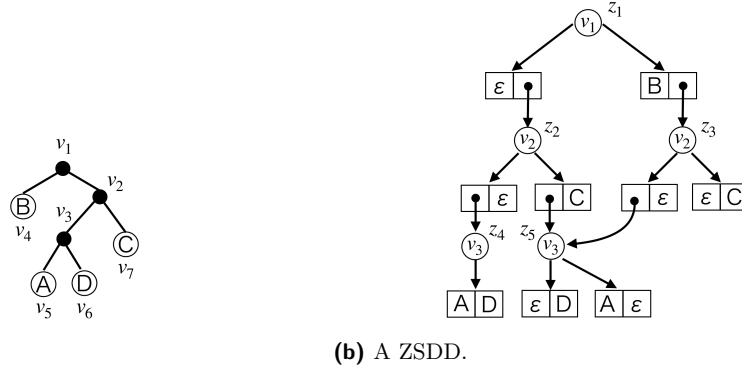 z1
v1
ε
B
v2 z2
v2 z3
v1
v2
B
v4
v3
C
v7
A D
v5 v6
ε
C
ε
ε C
z4
z5
v3
v3
A D
ε D
A ε
(b) A ZSDD.